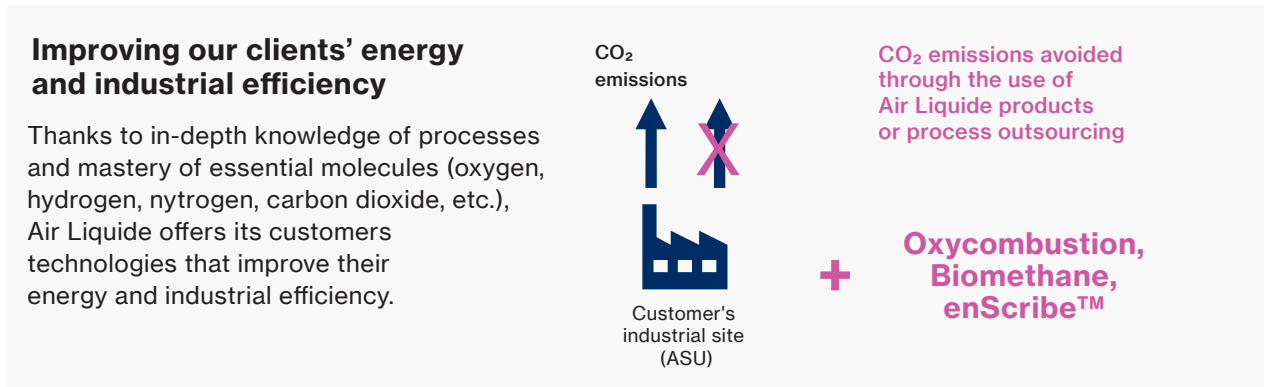 Improving our clients’ energy
and industrial efficiency
Thanks to in-depth knowledge of processes
and mastery of essential molecules (oxygen,
hydrogen, nytrogen, carbon dioxide, etc.),
Air Liquide offers its customers
technologies that improve their
energy and industrial efficiency.
CO₂
emissions
X
Customer's
industrial site
(ASU)
CO₂ emissions avoided
through the use of
Air Liquide products
or process outsourcing
+
Oxycombustion,
Biomethane,
enScribe™